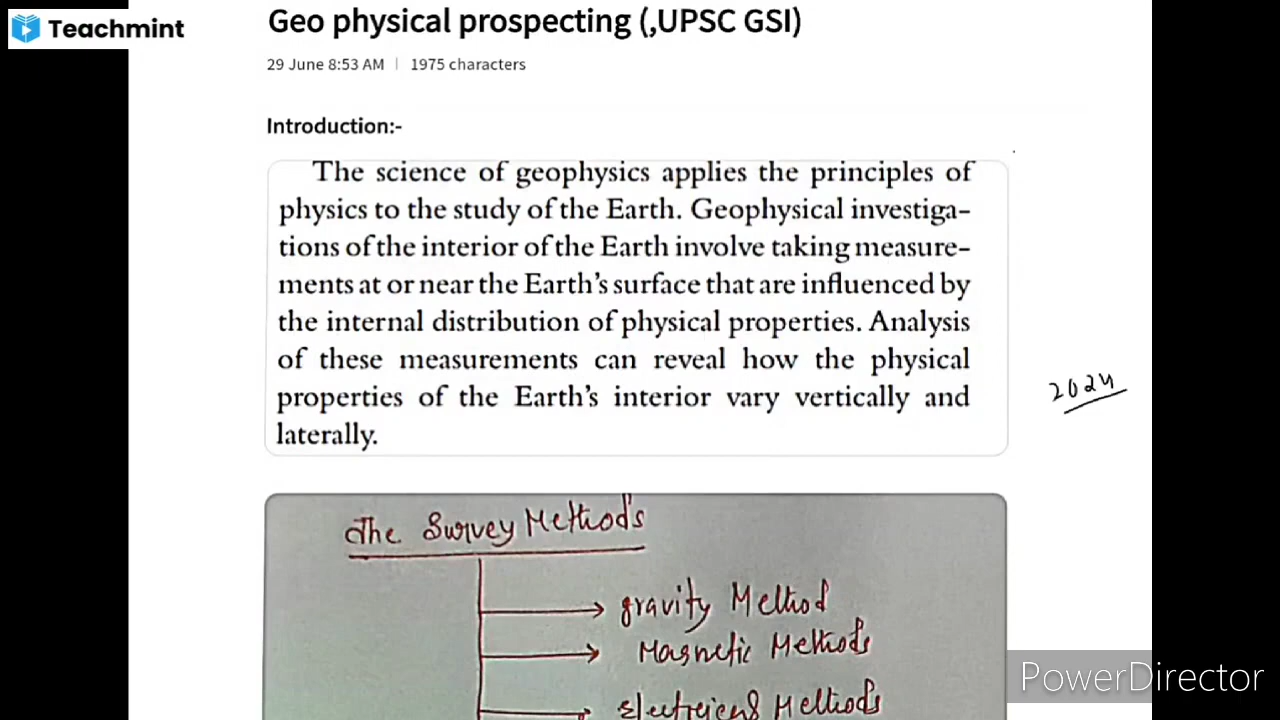 Teachmint
Geo physical prospecting (,UPSC GSI)
29 June 8:53 AM | 1975 characters
Introduction:-
The science of geophysics applies the principles of
physics to the study of the Earth. Geophysical investiga-
tions of the interior of the Earth involve taking measure-
ments at or near the Earth's surface that are influenced by
the internal distribution of physical properties. Analysis
of these measurements can reveal how the physical
properties of the Earth's interior vary vertically and
laterally.
2024
The Survey Methods
gravity Method
Magnetic Methods
Electrical Methods
PowerDirector